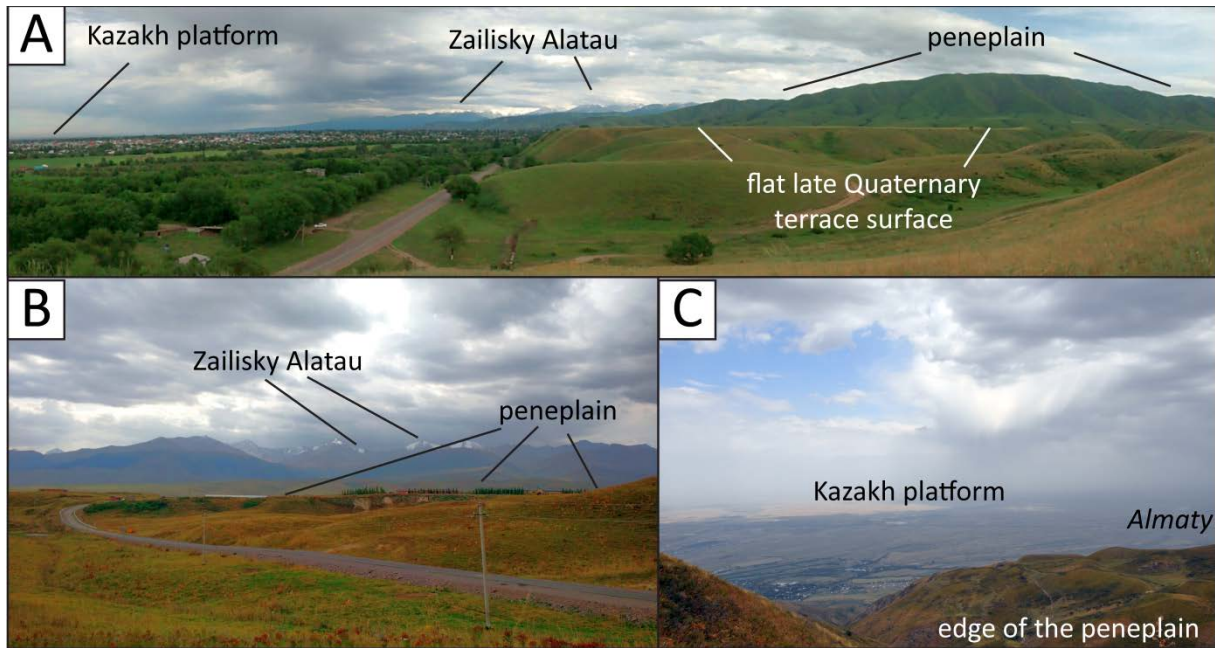 A
Kazakh platform
Zailisky Alatau
peneplain
flat late Quaternary
terrace surface
B
Zailisky Alatau
peneplain
C
Kazakh platform
Almaty
edge of the peneplain